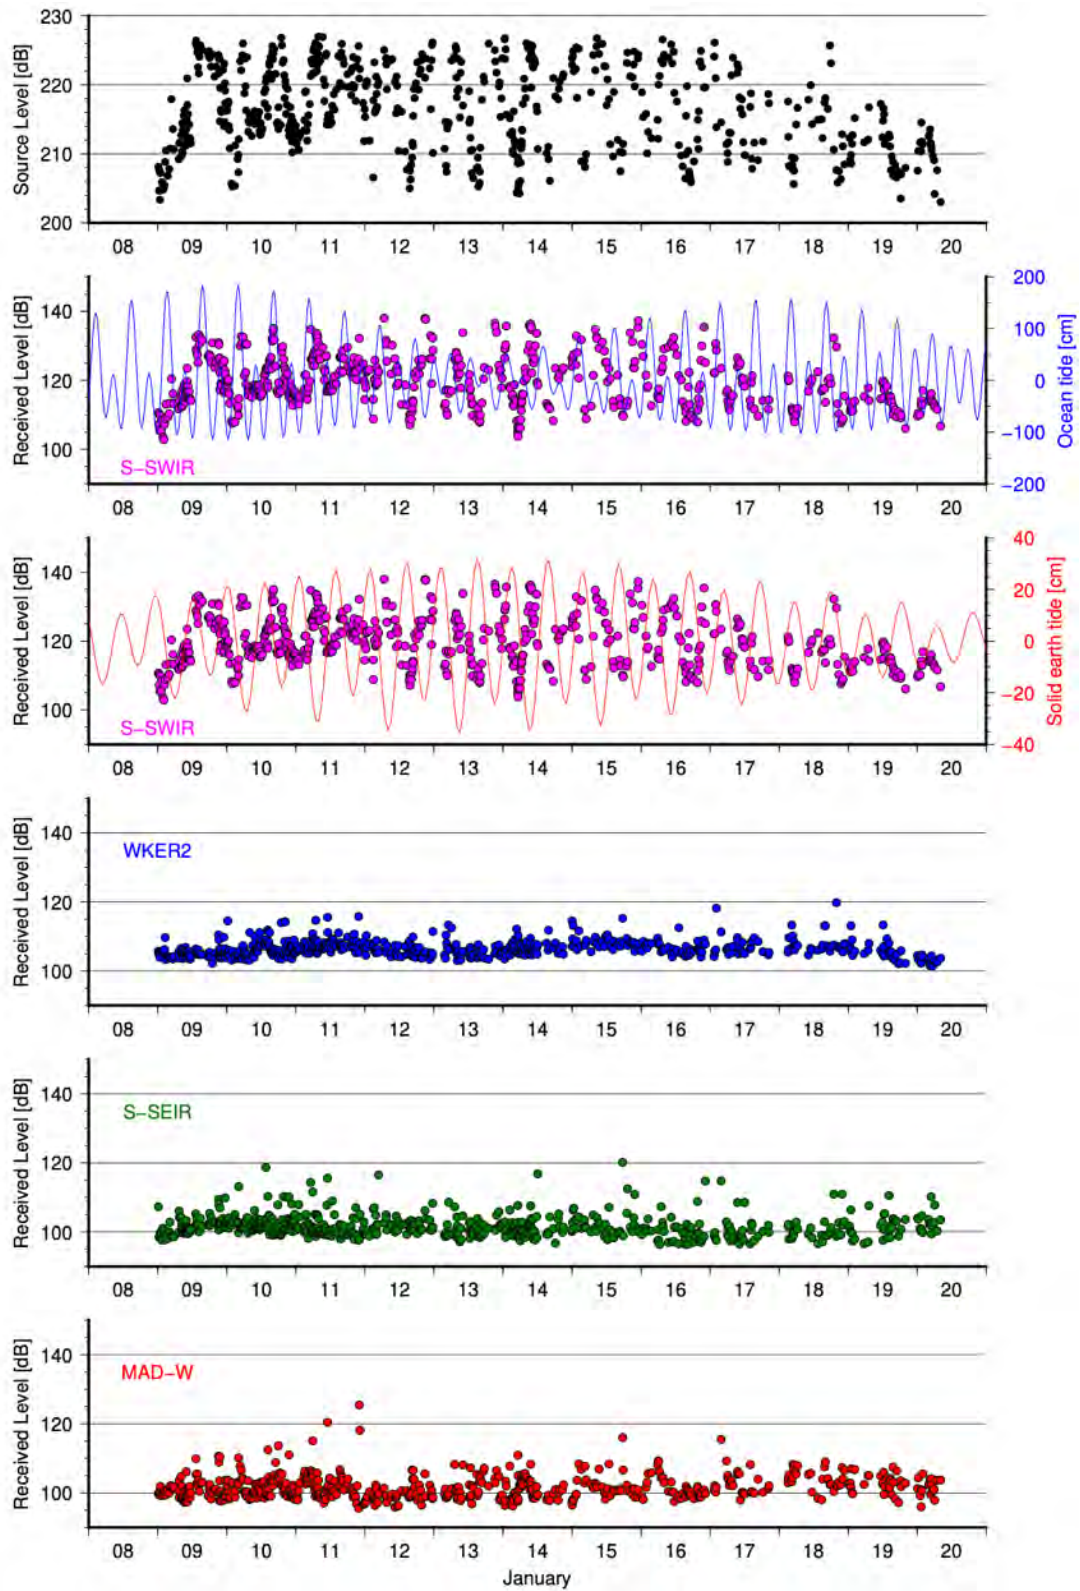 230
220
210
200
Source Level [dB]
08 09 10 11 12 13 14 15 16 17 18 19 20
140
120
100
Received Level [dB]
S-SWIR
200
100
0
-100
-200
Ocean tide [cm]
08 09 10 11 12 13 14 15 16 17 18 19 20
140
120
100
Received Level [dB]
S-SWIR
40
20
0
-20
-40
Solid earth tide [cm]
08 09 10 11 12 13 14 15 16 17 18 19 20
140
120
100
Received Level [dB]
WKER2
08 09 10 11 12 13 14 15 16 17 18 19 20
140
120
100
Received Level [dB]
S-SEIR
08 09 10 11 12 13 14 15 16 17 18 19 20
140
120
100
Received Level [dB]
MAD-W
08 09 10 11 12 13 14 15 16 17 18 19 20
January